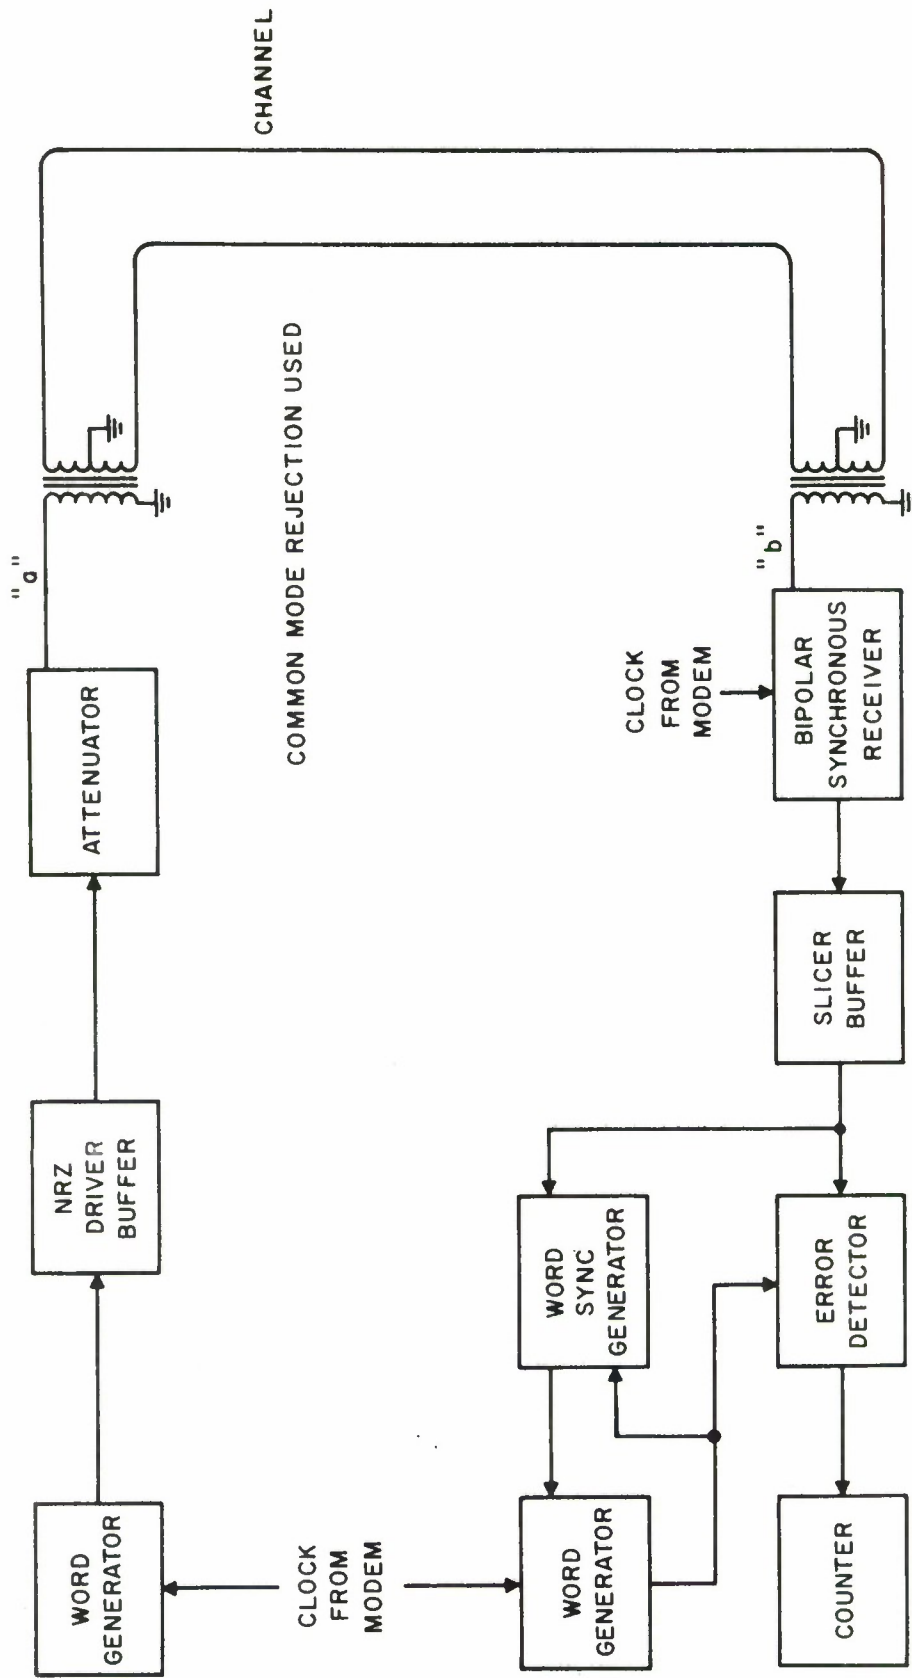 WORD
GENERATOR
NRZ
DRIVER
BUFFER
ATTENUATOR
"a"
CHANNEL
COMMON MODE REJECTION USED
CLOCK
FROM
MODEM
WORD
GENERATOR
WORD
SYNC
GENERATOR
CLOCK
FROM
MODEM
"b"
COUNTER
ERROR
DETECTOR
SLICER
BUFFER
BIPOLAR
SYNCHRONOUS
RECEIVER